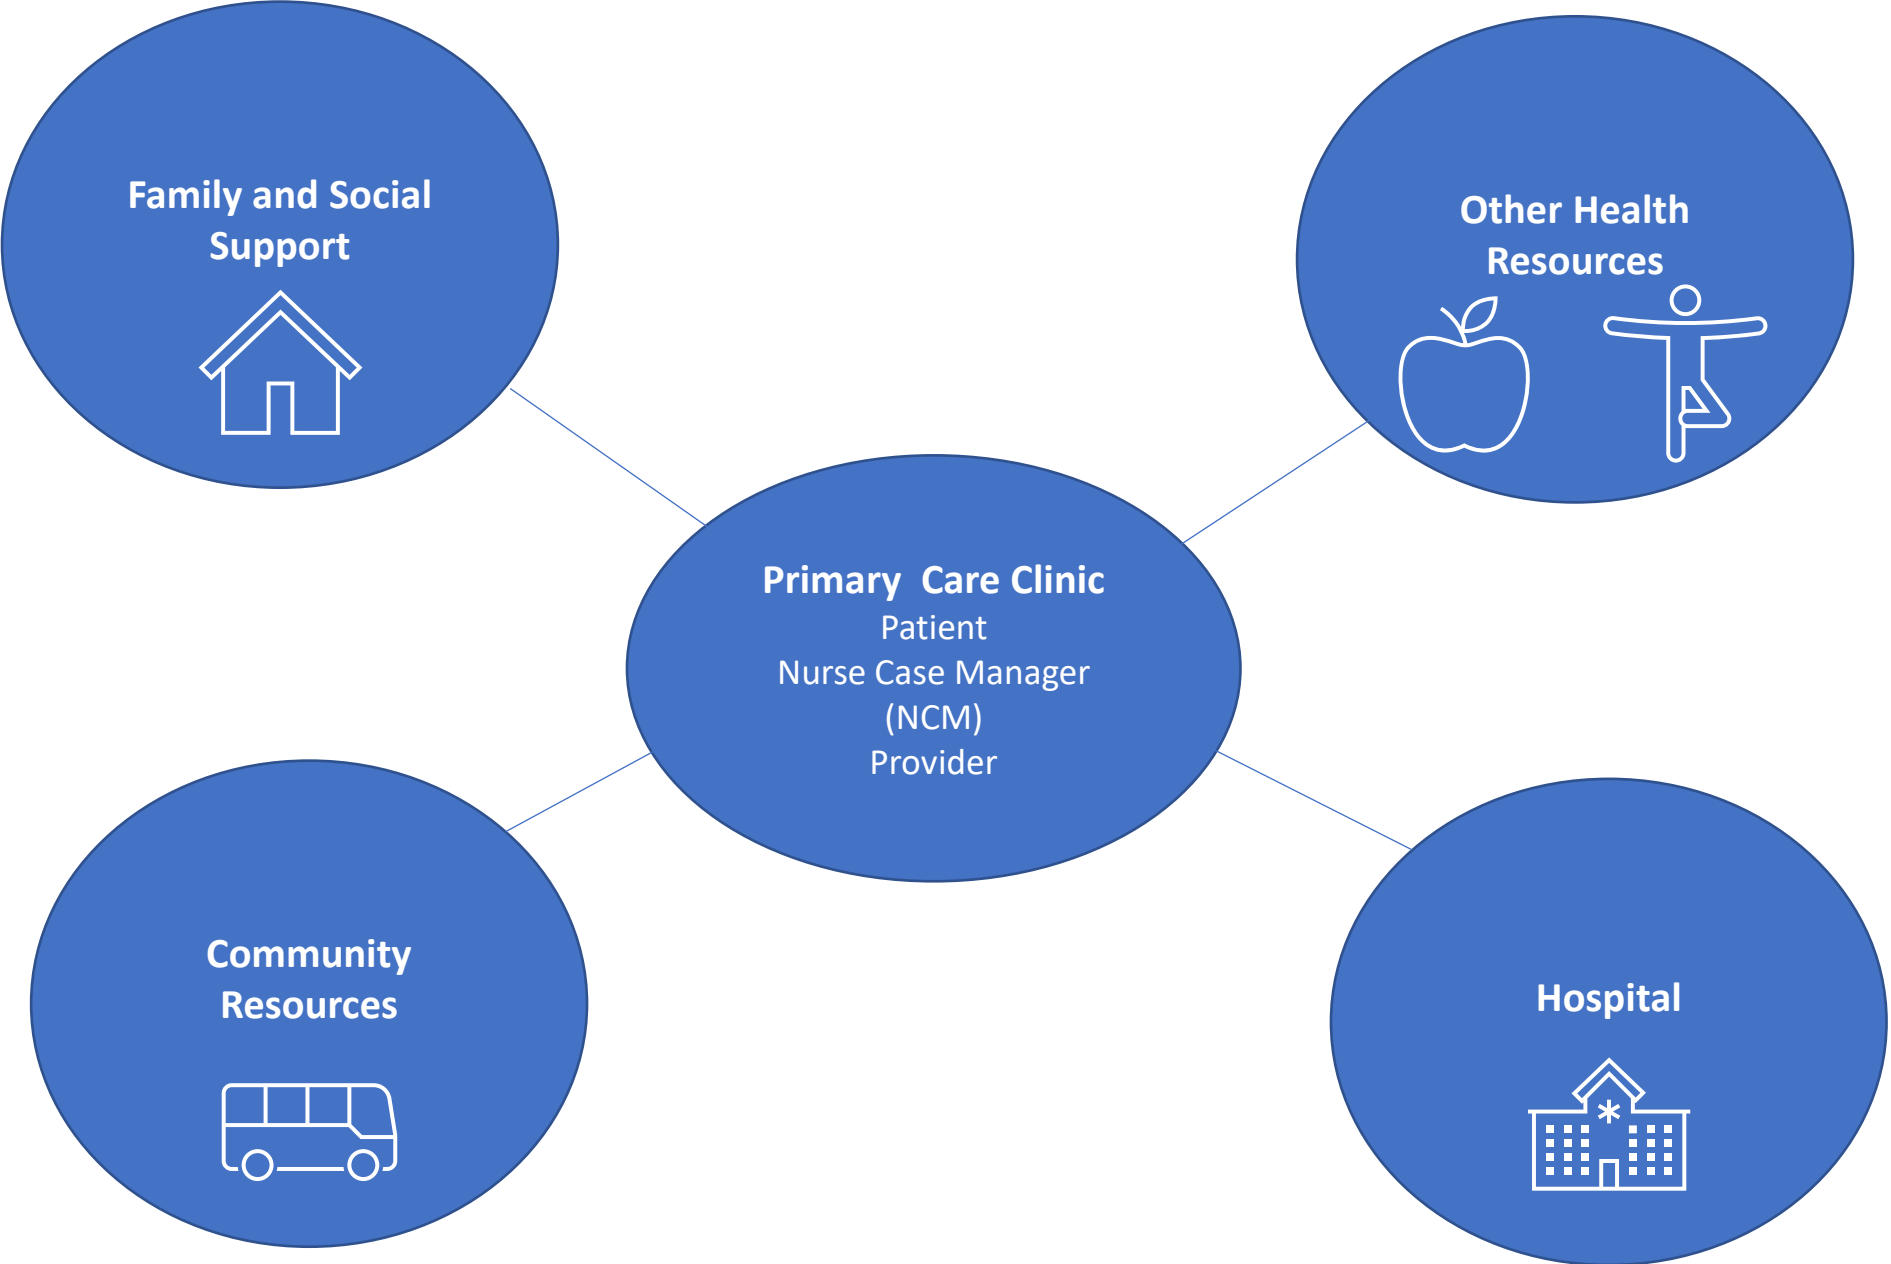 Family and Social
Support
Other Health
Resources
Primary  Care Clinic
Patient
Nurse Case Manager
(NCM)
Provider
Community
Resources
Hospital